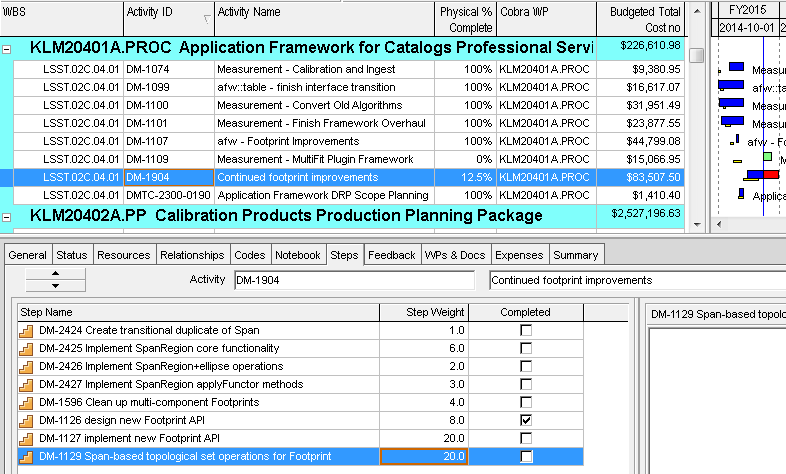 WBS Activity ID Activity Name Physical % Complete Cobra WP Budgeted Total Cost no FY2015 2014-10-01
KLM20401A.PROC Application Framework for Catalogs Professional Servi $226,610.98
LSST.02C.04.01 DM-1074 Measurement - Calibration and Ingest 100% KLM20401A.PROC $9,380.95 Measur
LSST.02C.04.01 DM-1099 afw::table - finish interface transition 100% KLM20401A.PROC $16,617.07 afw::ta
LSST.02C.04.01 DM-1100 Measurement - Convert Old Algorithms 100% KLM20401A.PROC $31,951.49 Measur
LSST.02C.04.01 DM-1101 Measurement - Finish Framework Overhaul 100% KLM20401A.PROC $23,877.55 Measur
LSST.02C.04.01 DM-1107 afw - Footprint Improvements 100% KLM20401A.PROC $44,799.08 afw - F
LSST.02C.04.01 DM-1109 Measurement - MultiFit Plugin Framework 0% KLM20401A.PROC $15,066.95 M
LSST.02C.04.01 DM-1904 Continued footprint improvements 12.5% KLM20401A.PROC $83,507.50
LSST.02C.04.01 DMTC-2300-0190 Application Framework DRP Scope Planning 100% KLM20401A.PROC $1,410.40 Applica
KLM20402A.PP Calibration Products Production Planning Package $2,527,196.63
General Status Resources Relationships Codes Notebook Steps Feedback WPs & Docs Expenses Summary
Activity DM-1904 Continued footprint improvements
Step Name Step Weight Completed DM-1129 Span-based topolo
DM-2424 Create transitional duplicate of Span 1.0
DM-2425 Implement SpanRegion core functionality 6.0
DM-2426 Implement SpanRegion+ellipse operations 2.0
DM-2427 Implement SpanRegion applyFunctor methods 3.0
DM-1596 Clean up multi-component Footprints 4.0
DM-1126 design new Footprint API 8.0
DM-1127 implement new Footprint API 20.0
DM-1129 Span-based topological set operations for Footprint 20.0